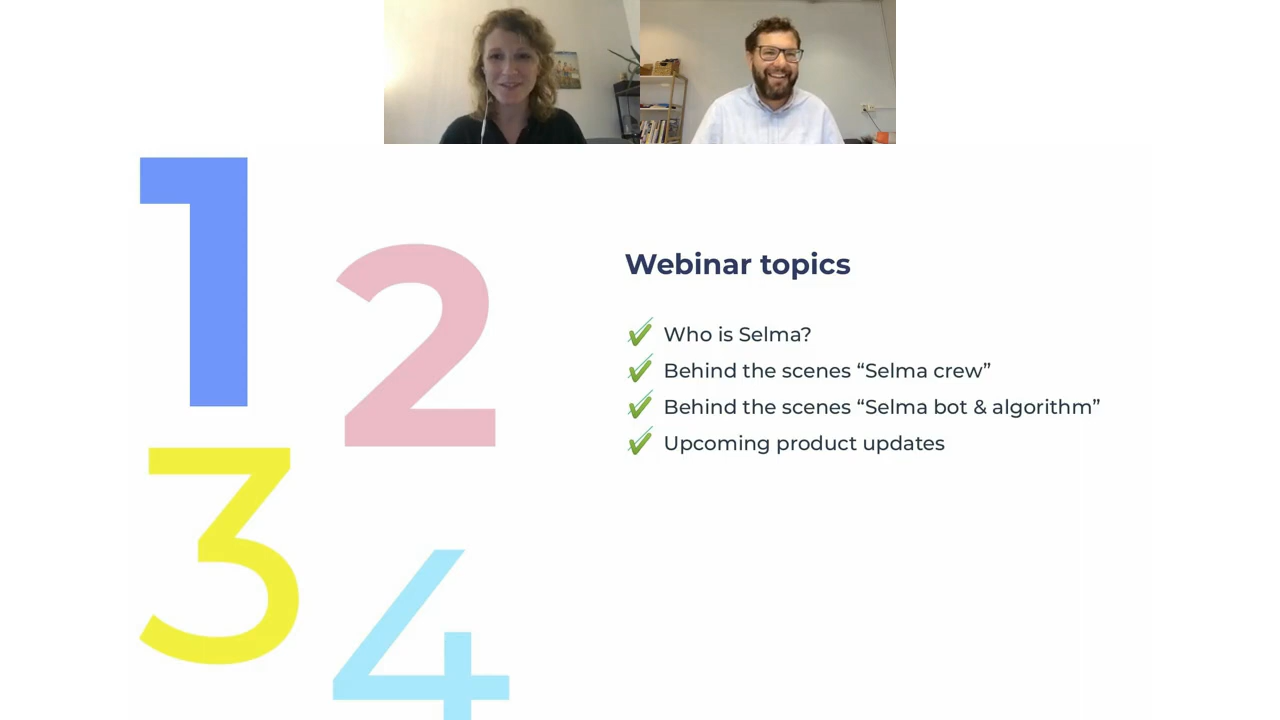 1
2
3
4
Webinar topics
✔ Who is Selma?
✔ Behind the scenes “Selma crew”
✔ Behind the scenes “Selma bot & algorithm”
✔ Upcoming product updates